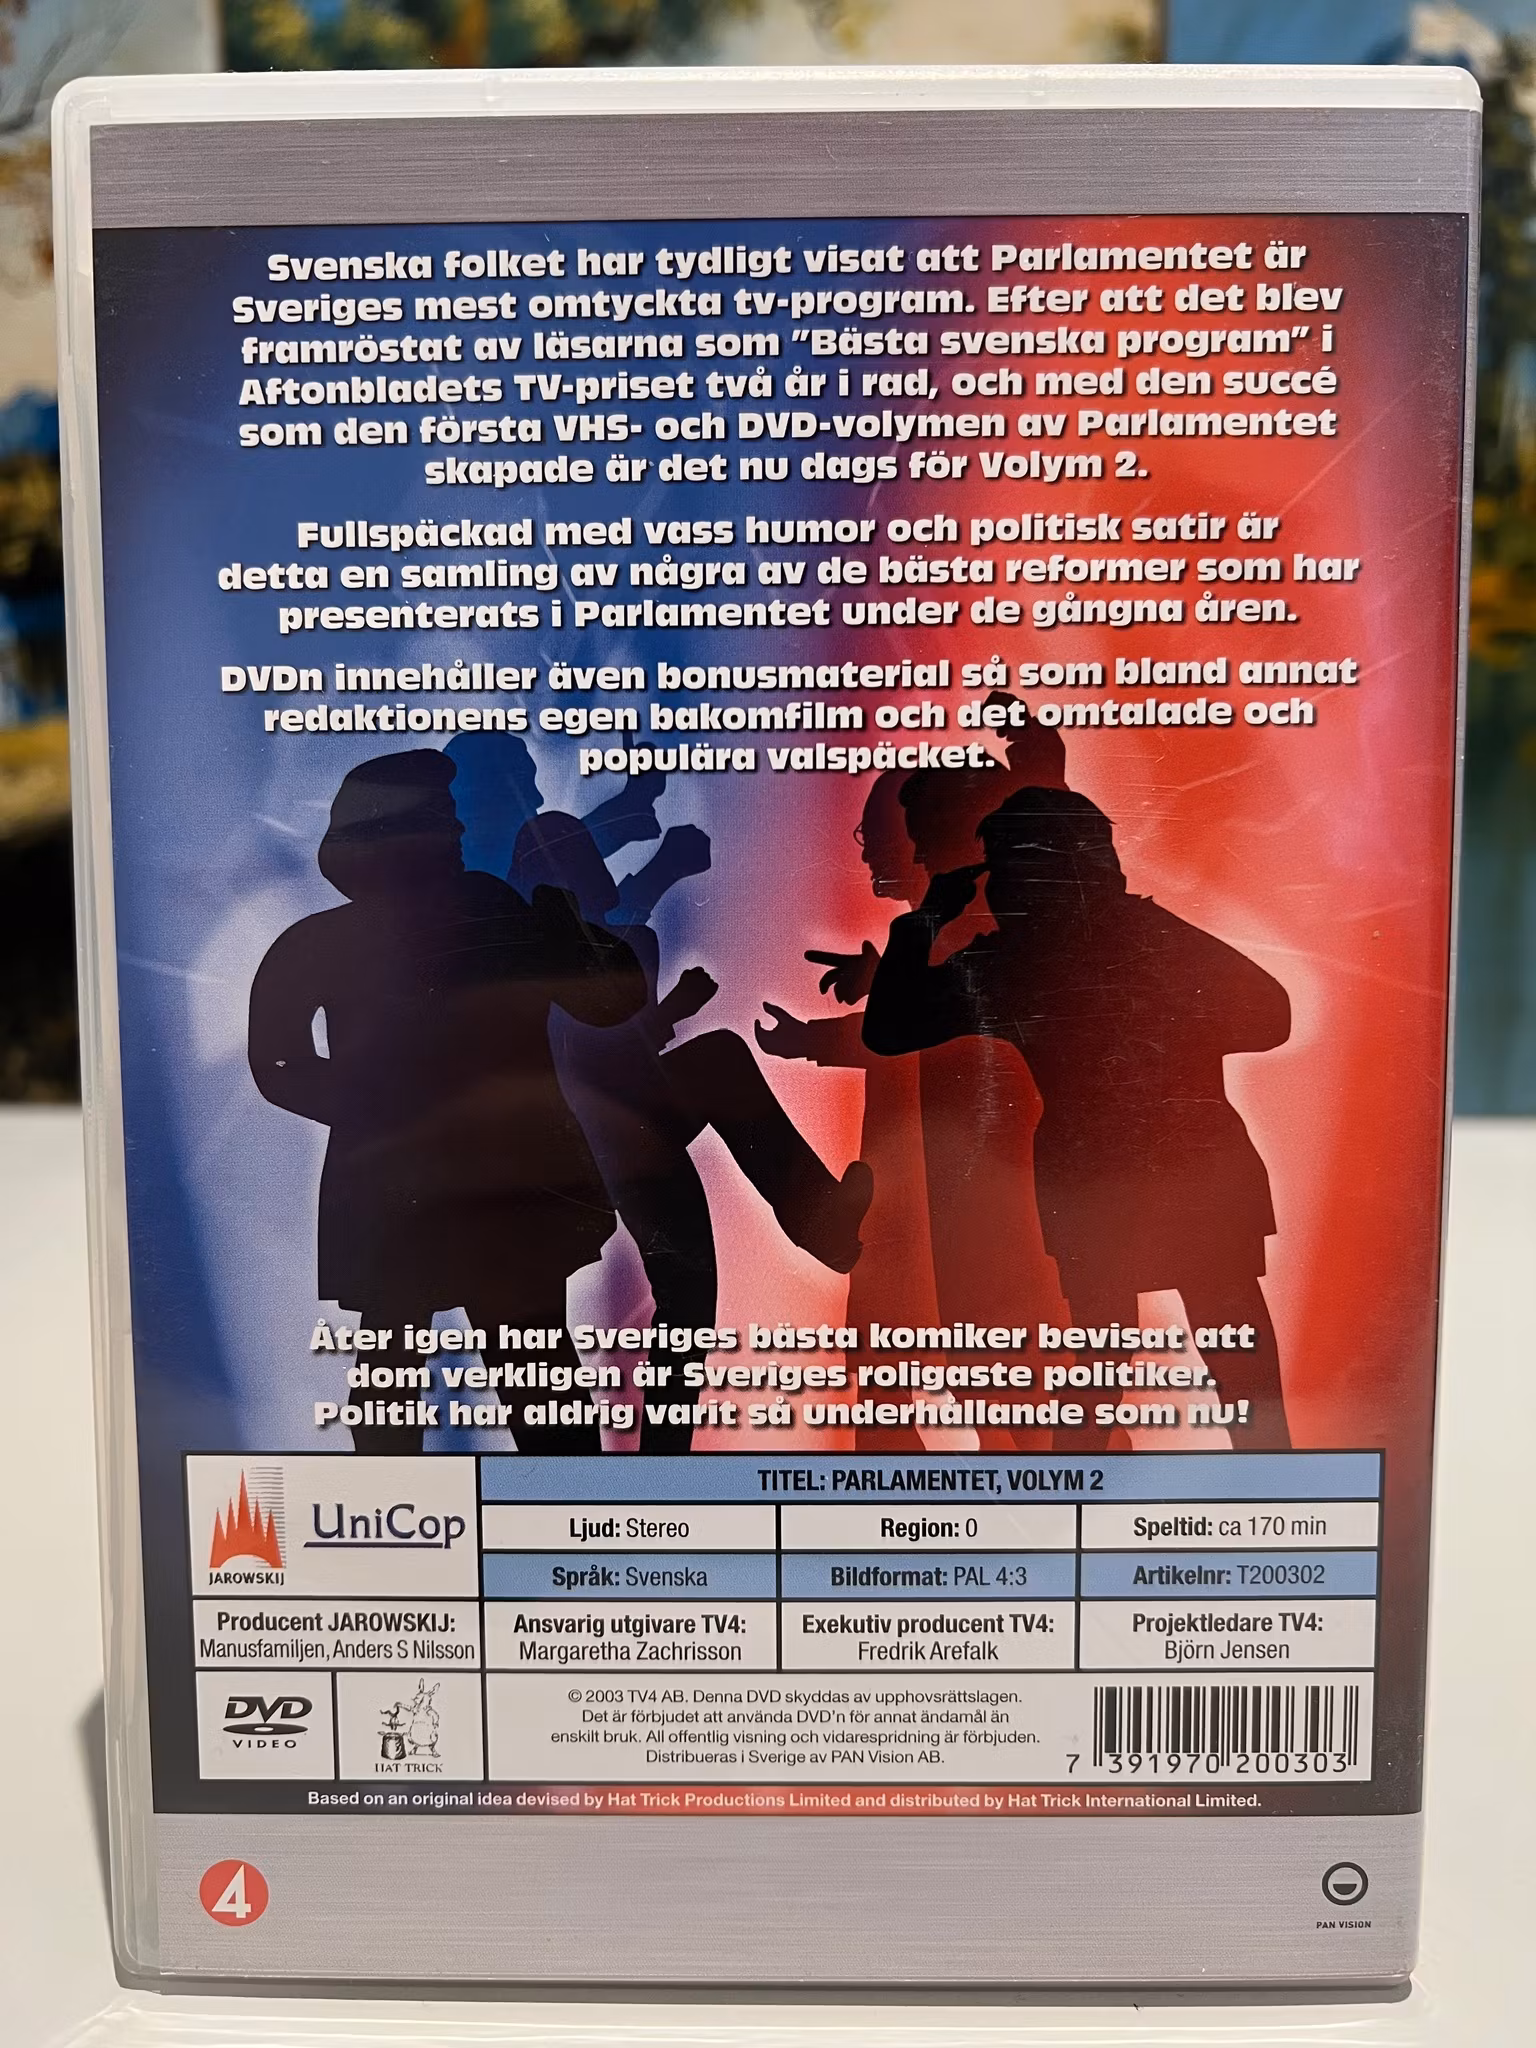 Svenska folket har tydligt visat att Parlamentet är
Sveriges mest omtyckta tv-program. Efter att det blev
framröstat av läsarna som "Bästa svenska program" i
Aftonbladets TV-priset två år i rad, och med den succé
som den första VHS- och DVD-volymen av Parlamentet
skapade är det nu dags för Volym 2.
Fullspäckad med vass humor och politisk satir är
detta en samling av några av de bästa reformer som har
presenterats i Parlamentet under de gångna åren.
DVDn innehåller även bonusmaterial så som bland annat
redaktionens egen bakomfilm och det omtalade och
populära valspäcket.
Åter igen har Sveriges bästa komiker bevisat att
dom verkligen är Sveriges roligaste politiker.
Politik har aldrig varit så underhållande som nu!
JAROWSKIJ
UniCop
TITEL: PARLAMENTET, VOLYM 2
Ljud: Stereo
Region: 0
Speltid: ca 170 min
Språk: Svenska
Bildformat: PAL 4:3
Artikelnr: T200302
Producent JAROWSKIJ:
Manusfamiljen, Anders S Nilsson
Ansvarig utgivare TV4:
Margaretha Zachrisson
Exekutiv producent TV4:
Fredrik Arefalk
Projektledare TV4:
Björn Jensen
DVD
VIDEO
HAT TRICK
© 2003 TV4 AB. Denna DVD skyddas av upphovsrättslagen.
Det är förbjudet att använda DVD'n för annat ändamål än
enskilt bruk. All offentlig visning och vidarespridning är förbjuden.
Distribueras i Sverige av PAN Vision AB.
7 391970 200303
Based on an original idea devised by Hat Trick Productions Limited and distributed by Hat Trick International Limited.
4
PAN VISION